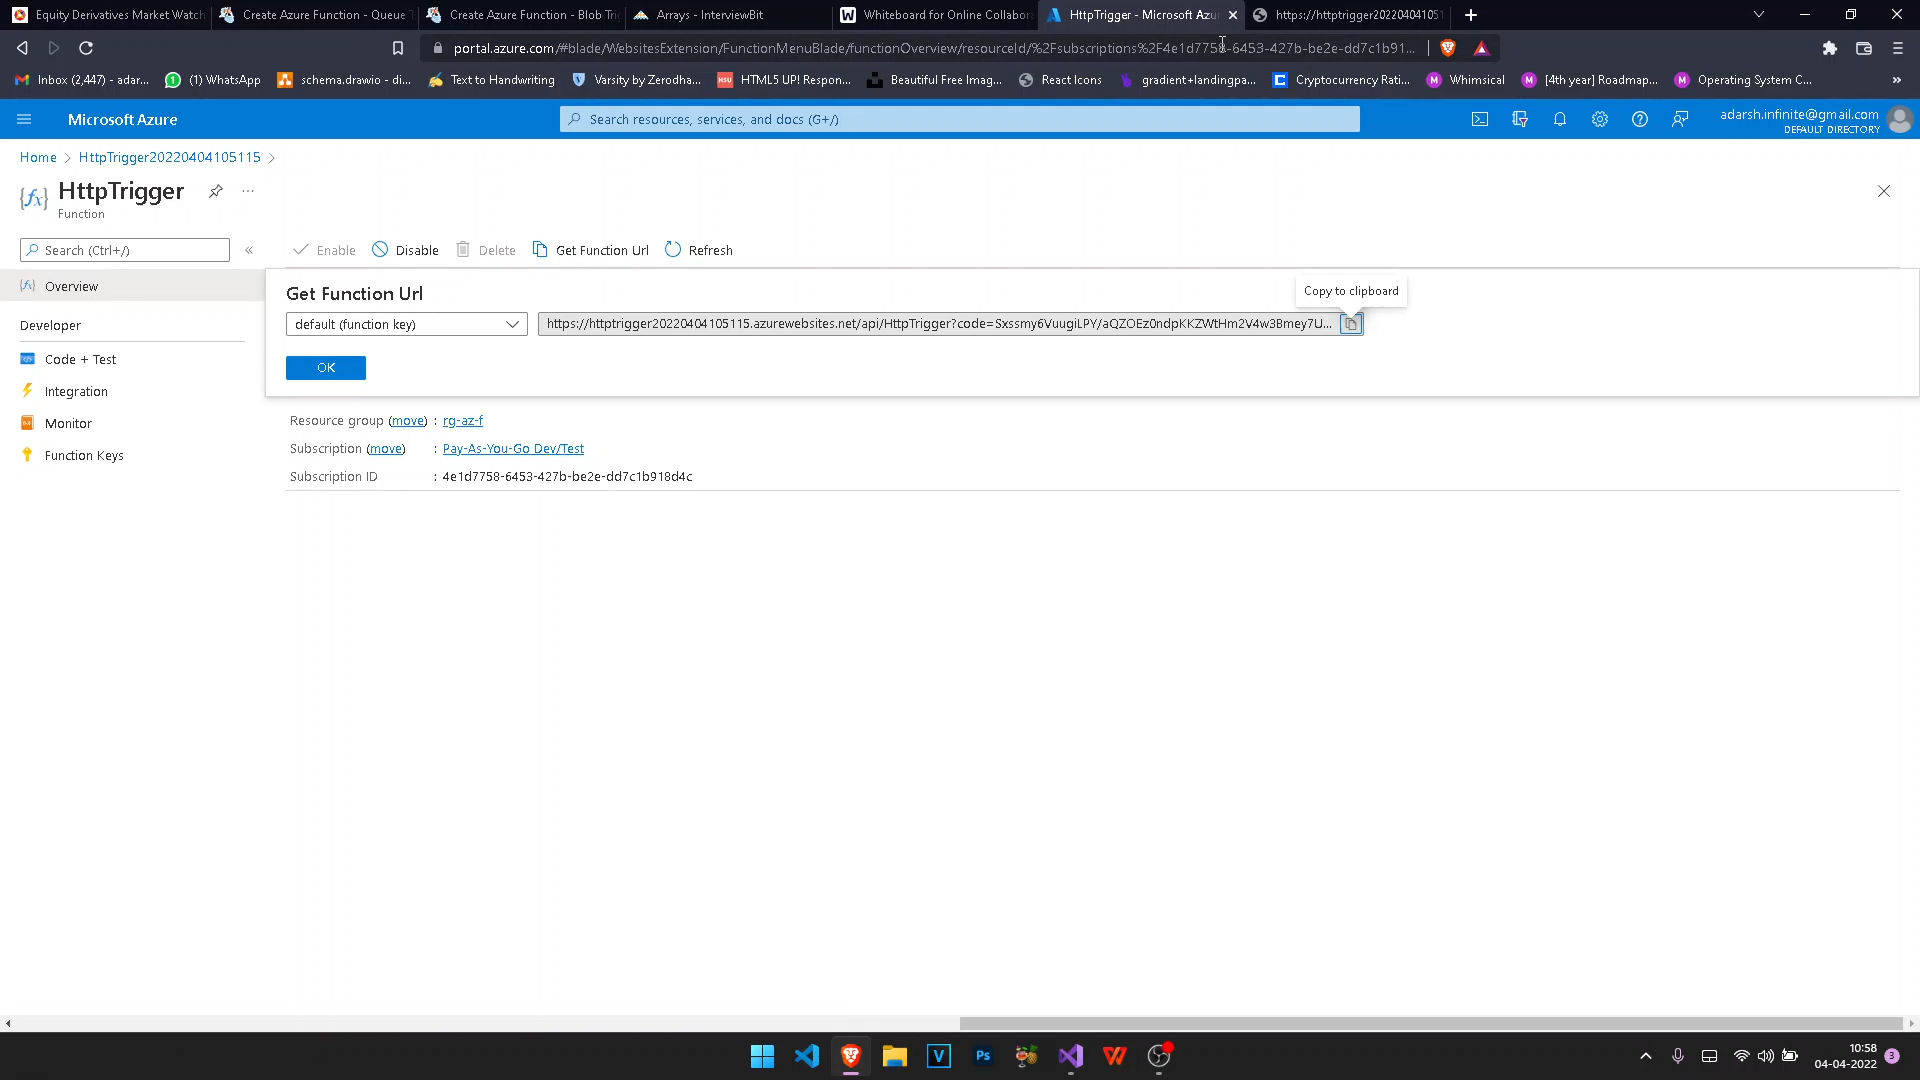 Equity Derivatives Market Watch
Create Azure Function - Queue T
Create Azure Function - Blob Tri
Arrays - InterviewBit
Whiteboard for Online Collabor
HttpTrigger - Microsoft Azu
https://httptrigger202204041051
portal.azure.com/#blade/WebsitesExtension/FunctionMenuBlade/functionOverview/resourceId/%2Fsubscriptions%2F4e1d7758-6453-427b-be2e-dd7c1b91...
Inbox (2,447) - adar...
(1) WhatsApp
schema.drawio - di...
Text to Handwriting
Varsity by Zerodha...
HTML5 UP! Respon...
Beautiful Free Imag...
React Icons
gradient+landingpa...
Cryptocurrency Rati...
Whimsical
[4th year] Roadmap...
Operating System C...
»
Microsoft Azure
Search resources, services, and docs (G+/)
adarsh.infinite@gmail.com
DEFAULT DIRECTORY
Home > HttpTrigger20220404105115 >
HttpTrigger
Function
Search (Ctrl+/)
«
Enable
Disable
Delete
Get Function Url
Refresh
Overview
Developer
Code + Test
Integration
Monitor
Function Keys
Get Function Url
Copy to clipboard
default (function key)
https://httptrigger20220404105115.azurewebsites.net/api/HttpTrigger?code=Sxssmy6VuugiLPY/aQZOEz0ndpKKZWtHm2V4w3Bmey7U...
OK
Resource group (move) : rg-az-f
Subscription (move) : Pay-As-You-Go Dev/Test
Subscription ID : 4e1d7758-6453-427b-be2e-dd7c1b918d4c
10:58
04-04-2022
3